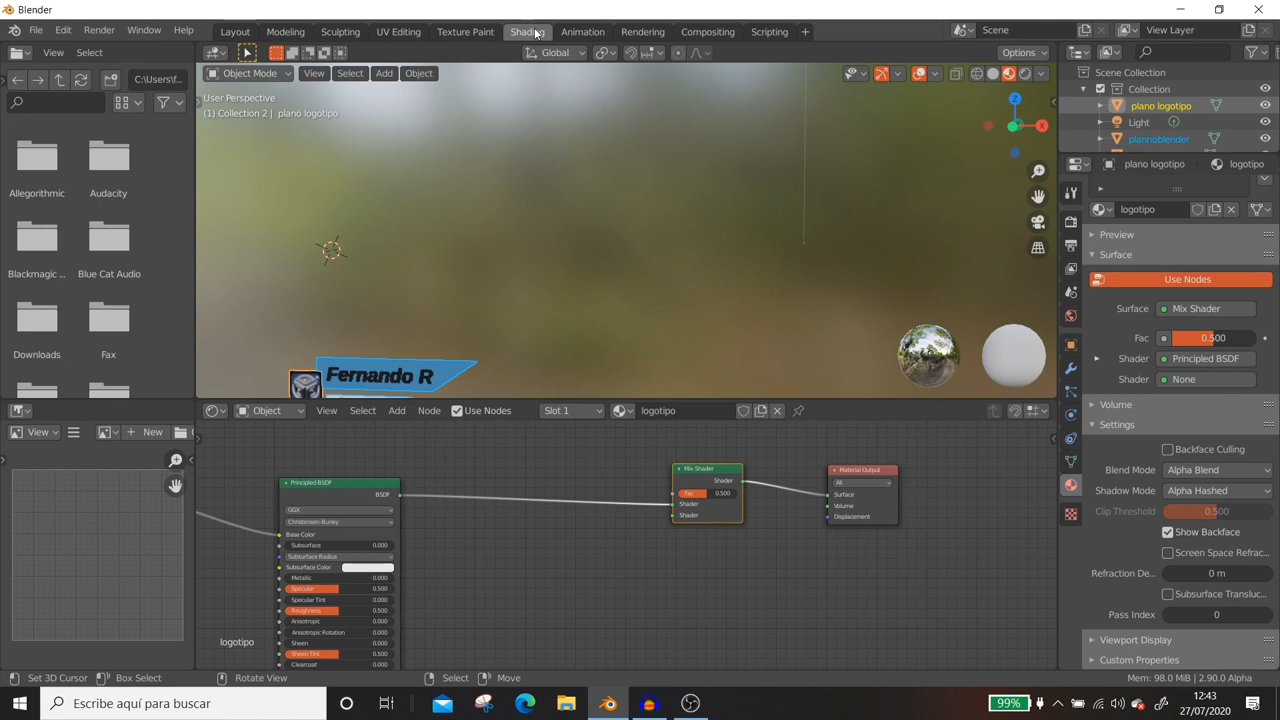 Blender
File Edit Render Window Help
Layout Modeling Sculpting UV Editing Texture Paint Shading Animation Rendering Compositing Scripting +
Scene
View Layer
View Select
Global
Options
C:\Users\f...
Object Mode View Select Add Object
User Perspective
(1) Collection 2 | plano logotipo
Z
X
Scene Collection
Collection
plano logotipo
Light
plannoblender
plano logotipo
logotipo
logotipo
Allegorithmic
Audacity
Blackmagic ...
Blue Cat Audio
Downloads
Fax
Fernando R
Preview
Surface
Use Nodes
Surface Mix Shader
Fac 0.500
Shader Principled BSDF
Shader None
Volume
Settings
Backface Culling
Blend Mode Alpha Blend
Shadow Mode Alpha Hashed
Clip Threshold 0.500
Show Backface
Screen Space Refrac...
Refraction De... 0 m
Subsurface Transluc...
Pass Index 0
Viewport Display
Custom Properties
View
New
Object View Select Add Node Use Nodes Slot 1 logotipo
Principled BSDF
BSDF
GGX
Christensen-Burley
Base Color
Subsurface 0.000
Subsurface Radius
Subsurface Color
Metallic 0.000
Specular 0.500
Specular Tint 0.000
Roughness 0.500
Anisotropic 0.000
Anisotropic Rotation 0.000
Sheen 0.000
Sheen Tint 0.500
Clearcoat 0.000
Mix Shader
Shader
Fac 0.500
Shader
Shader
Material Output
All
Surface
Volume
Displacement
logotipo
Set 3D Cursor Box Select Rotate View Select Move
Mem: 98.0 MiB | 2.90.0 Alpha
Escribe aquí para buscar
99%
12:43
27/07/2020